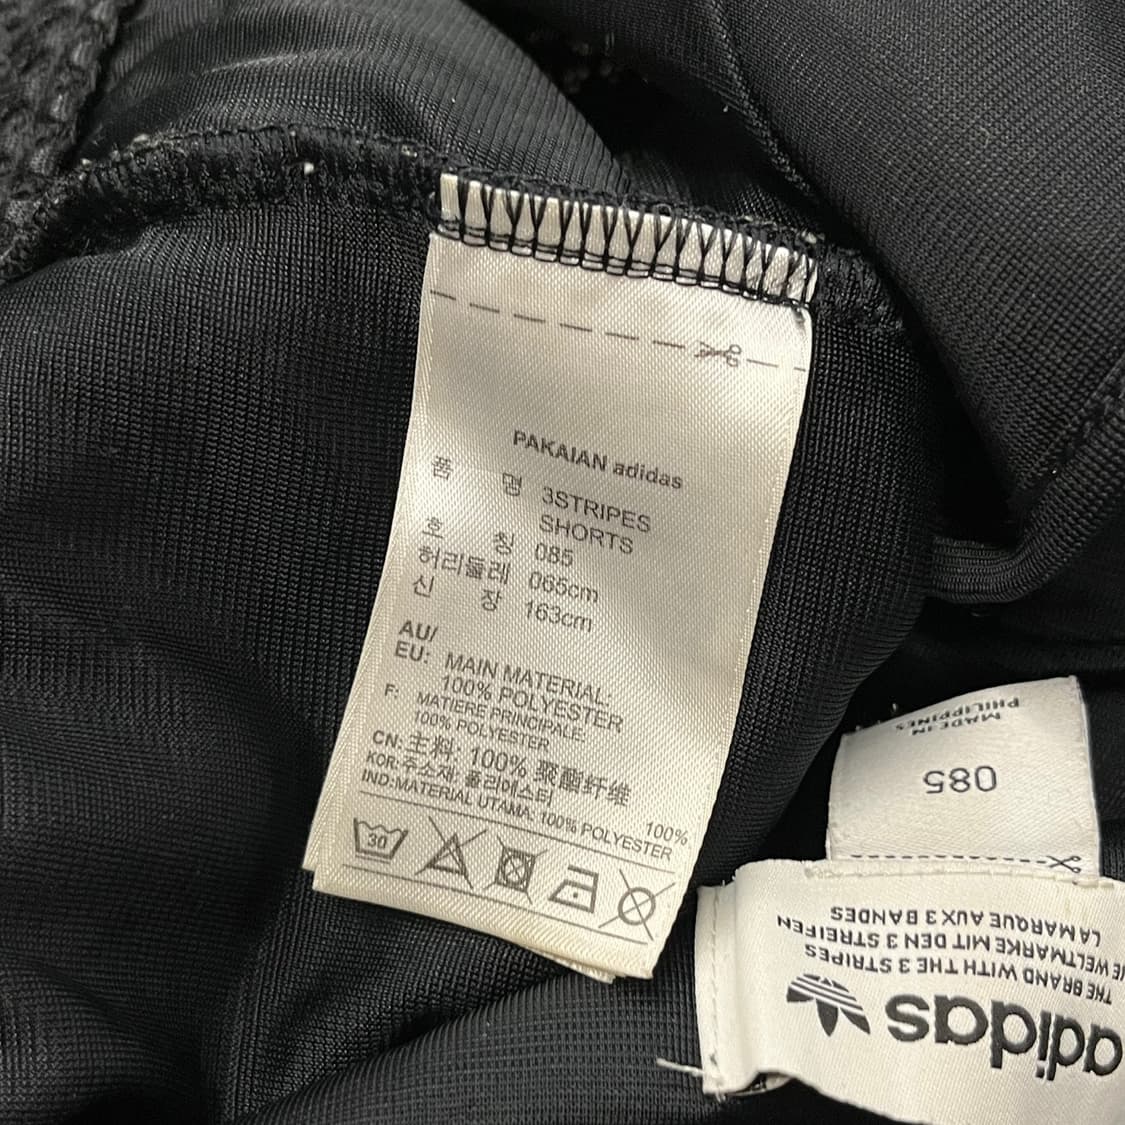 PAKAIAN adidas
품 명 3STRIPES
SHORTS
호 칭 085
허리둘레 065cm
신 장 163cm
AU/
EU: MAIN MATERIAL:
100% POLYESTER
F: MATIERE PRINCIPALE:
100% POLYESTER
CN: 主料: 100% 聚酯纤维
KOR: 주소재: 폴리에스터 100%
IND:MATERIAL UTAMA: 100% POLYESTER
30
MADE IN
PHILIPPINES
085
adidas
THE BRAND WITH THE 3 STRIPES
WELTMARKE MIT DEN 3 STREIFEN
LA MARQUE AUX 3 BANDES